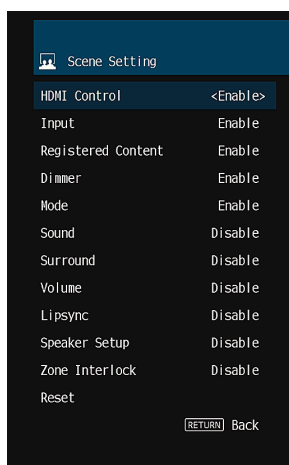 Scene Setting
HDMI Control <Enable>
Input Enable
Registered Content Enable
Dimmer Enable
Mode Enable
Sound Disable
Surround Disable
Volume Disable
Lipsync Disable
Speaker Setup Disable
Zone Interlock Disable
Reset
RETURN Back